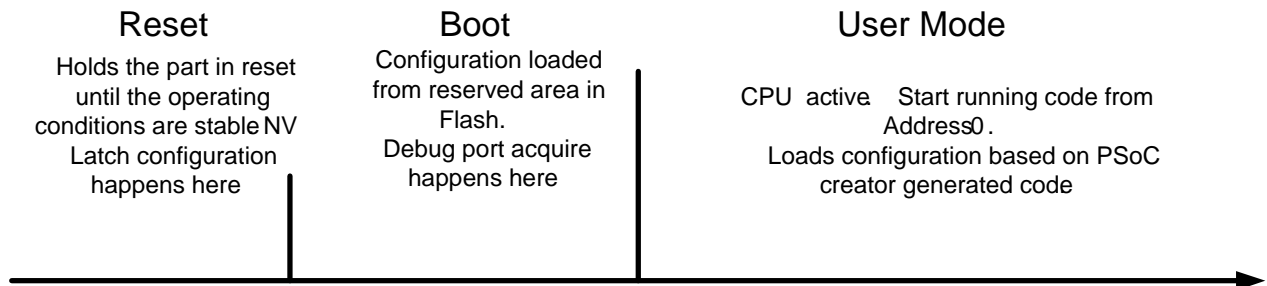 Reset
Holds the part in reset
until the operating
conditions are stable NV
Latch configuration
happens here
Boot
Configuration loaded
from reserved area in
Flash.
Debug port acquire
happens here
User Mode
CPU active. Start running code from
Address0.
Loads configuration based on PSoC
creator generated code